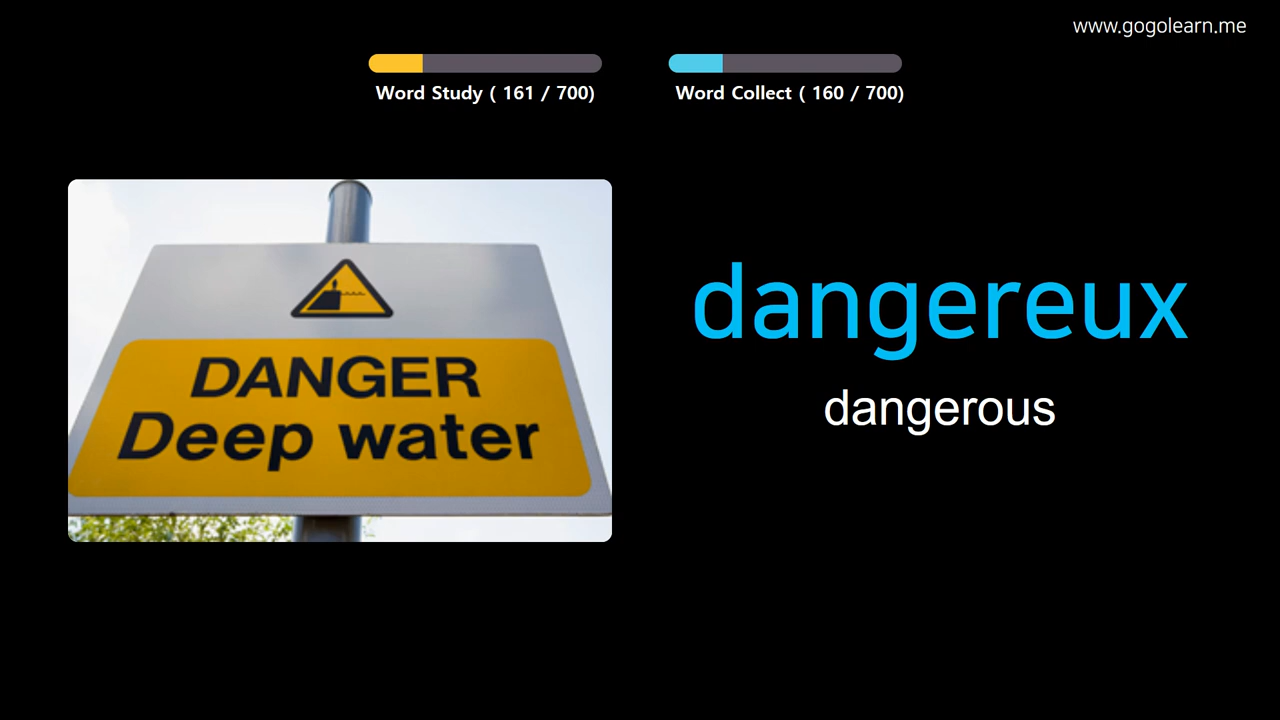 www.gogolearn.me
Word Study ( 161 / 700)
Word Collect ( 160 / 700)
DANGER
Deep water
dangereux
dangerous